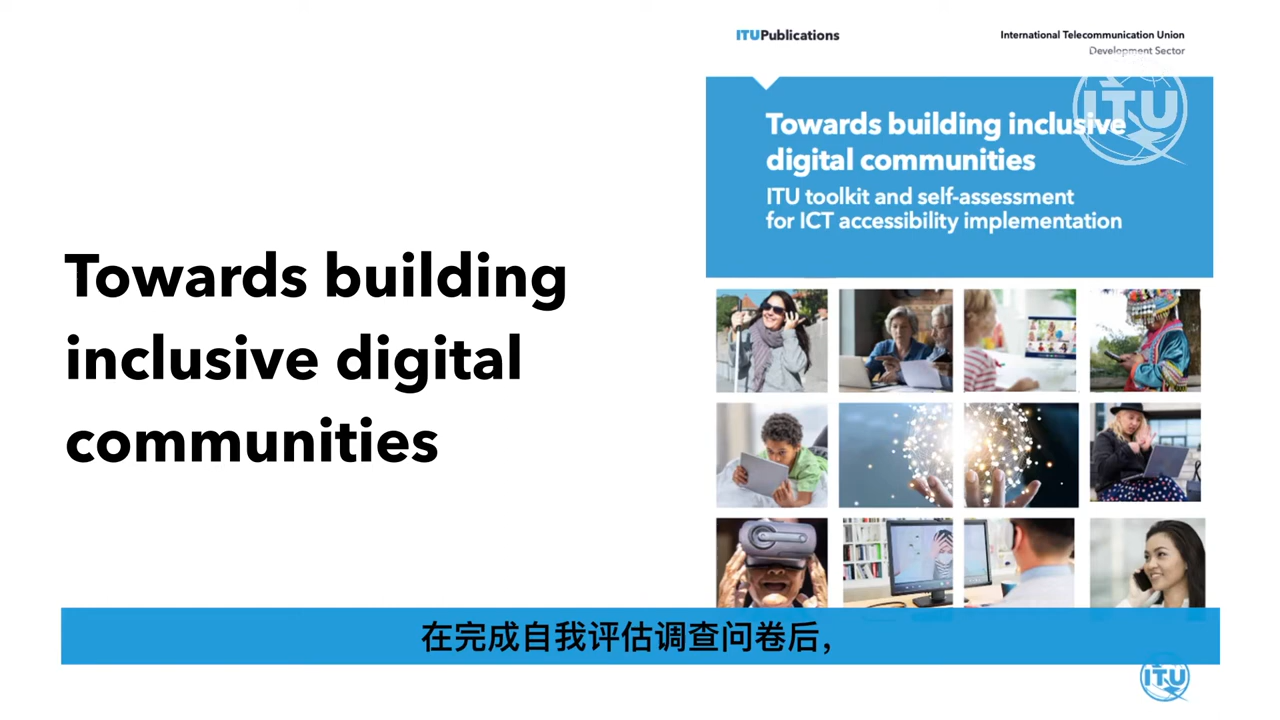 Towards building
inclusive digital
communities
ITUPublications
International Telecommunication Union
Development Sector
ITU
Towards building inclusive
digital communities
ITU toolkit and self-assessment
for ICT accessibility implementation
在完成自我评估调查问卷后,
ITU